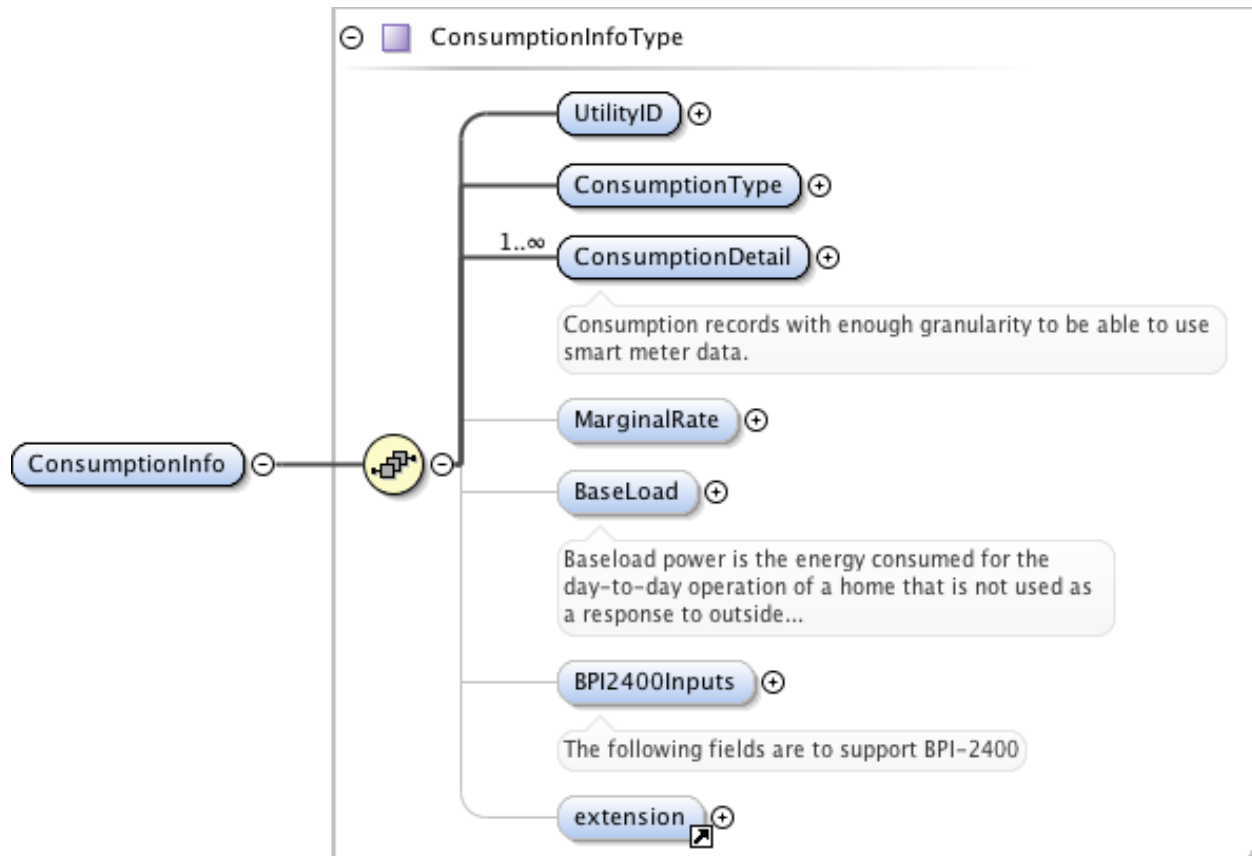 ConsumptionInfoType
UtilityID
ConsumptionType
1..∞
ConsumptionDetail
Consumption records with enough granularity to be able to use
smart meter data.
MarginalRate
ConsumptionInfo
BaseLoad
Baseload power is the energy consumed for the
day-to-day operation of a home that is not used as
a response to outside...
BPI2400Inputs
The following fields are to support BPI-2400
extension